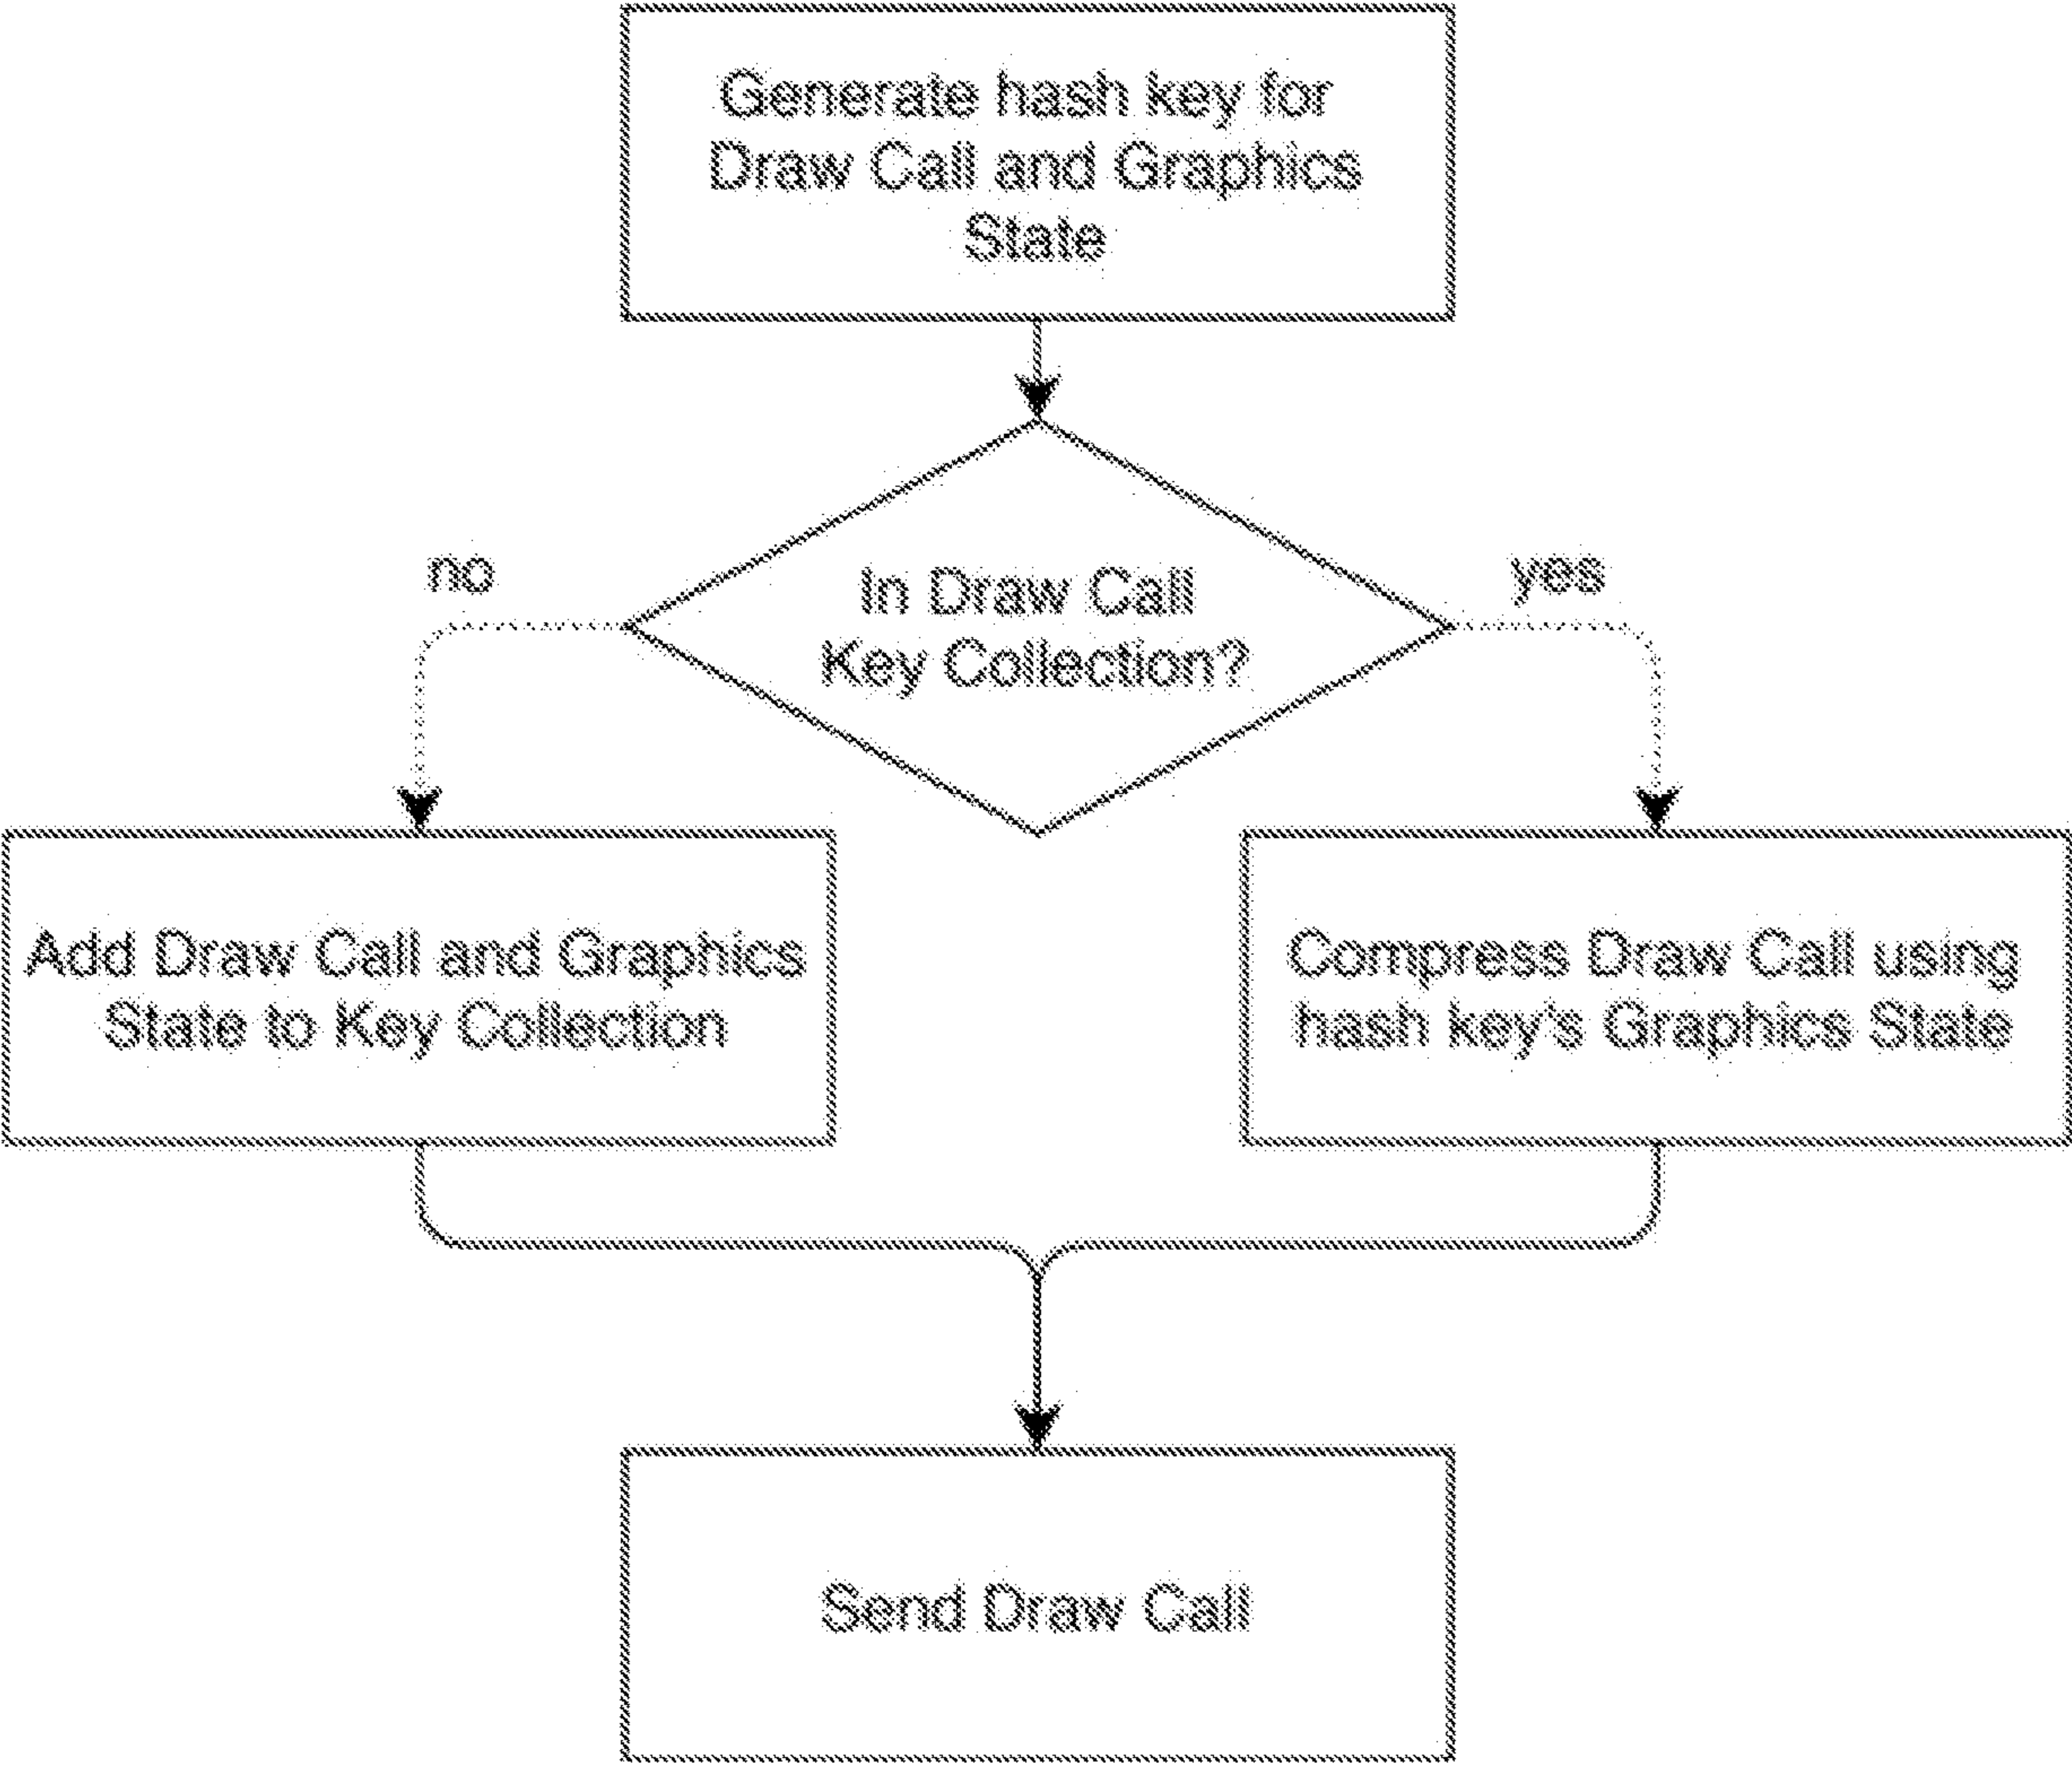 Generate hash key for
Draw Call and Graphics
State
no
yes
In Draw Call
Key Collection?
Add Draw Call and Graphics
State to Key Collection
Compress Draw Call using
hash key's Graphics State
Send Draw Call